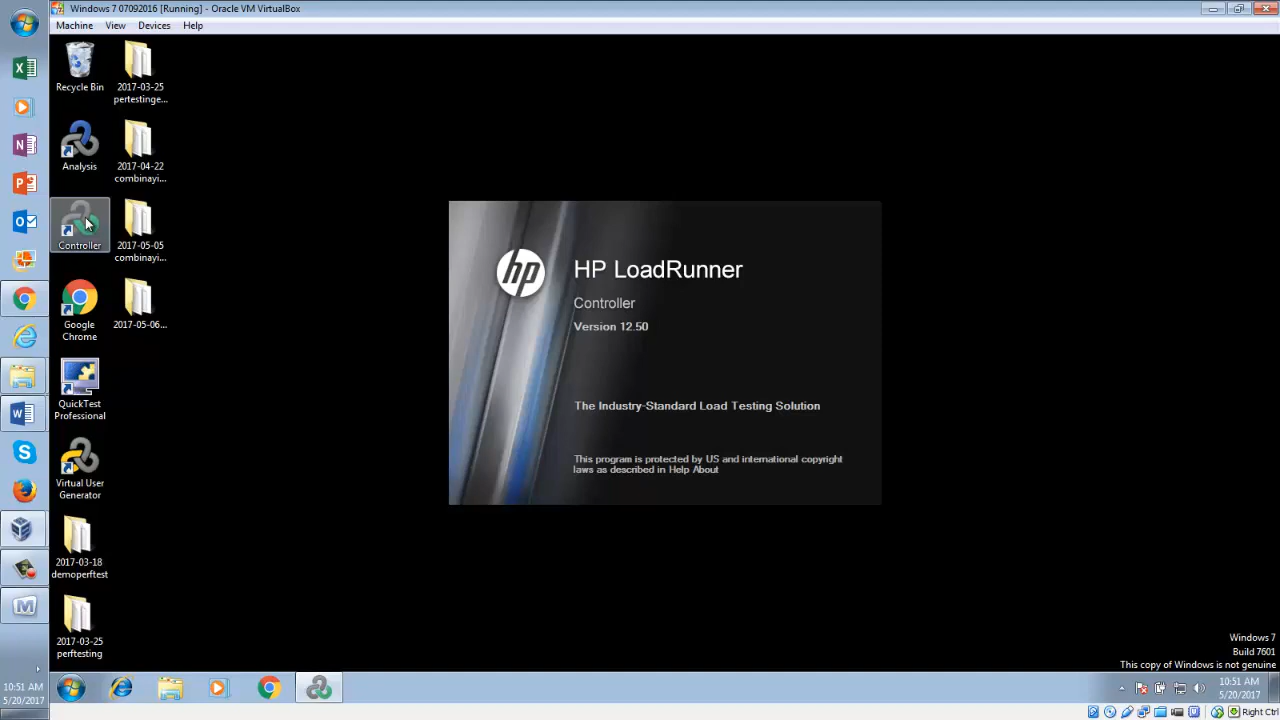 Windows 7 07092016 [Running] - Oracle VM VirtualBox
Machine View Devices Help
Recycle Bin
2017-03-25
pertestinge...
Analysis
2017-04-22
combinayi...
Controller
2017-05-05
combinayi...
Google
Chrome
2017-05-06...
QuickTest
Professional
Virtual User
Generator
2017-03-18
demoperftest
2017-03-25
perftesting
hp
HP LoadRunner
Controller
Version 12.50
The Industry-Standard Load Testing Solution
This program is protected by US and international copyright
laws as described in Help About
Windows 7
Build 7601
This copy of Windows is not genuine
10:51 AM
5/20/2017
10:51 AM
5/20/2017
Right Ctrl